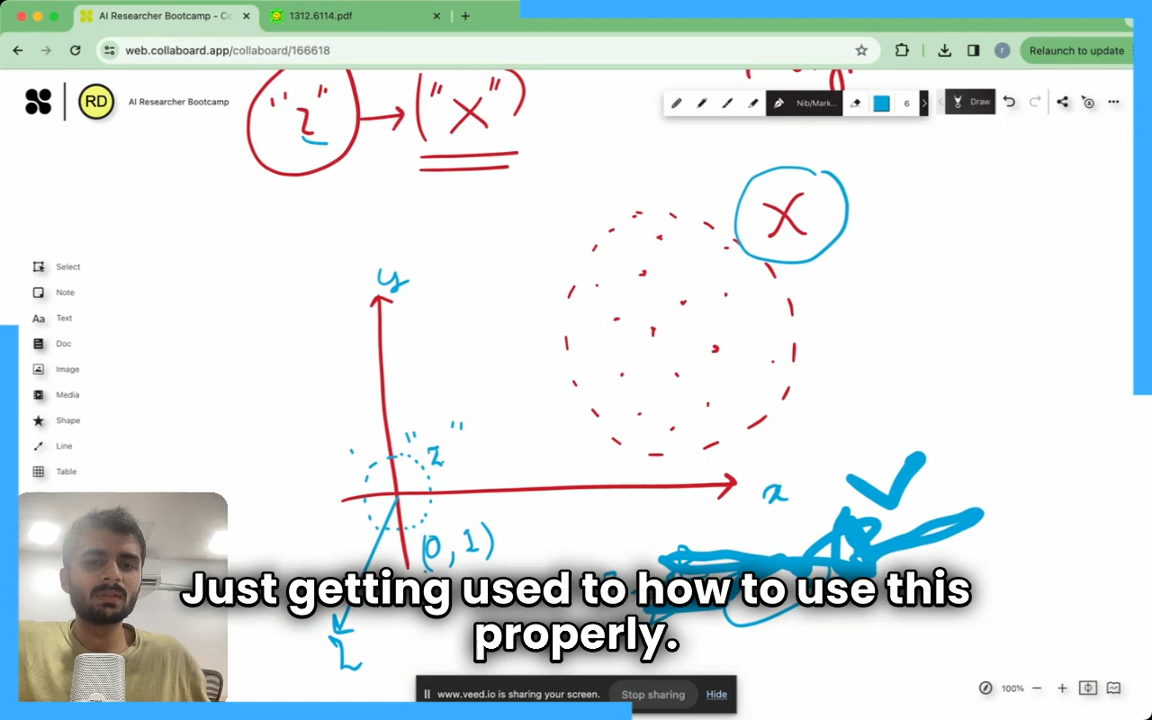 AI Researcher Bootcamp - Co
1312.6114.pdf
web.collaboard.app/collaboard/166618
r
Relaunch to update
RD
AI Researcher Bootcamp
Nib/Mark...
6
Draw
"z" → ("X")
X
Select
Note
Aa Text
Doc
Image
Media
Shape
Line
Table
y
"z"
x
(0, 1)
Just getting used to how to use this
properly.
www.veed.io is sharing your screen.
Stop sharing
Hide
100%